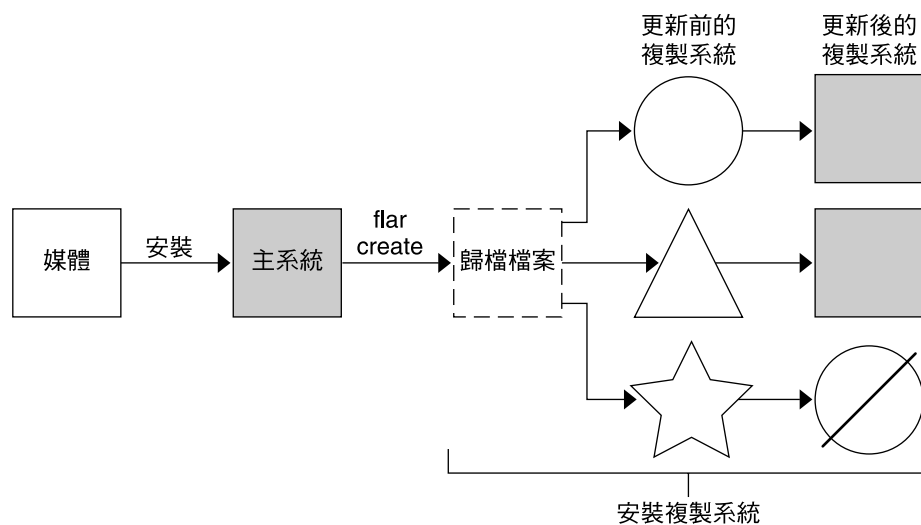 更新前的
複製系統
更新後的
複製系統
媒體
安裝
主系統
flar
create
歸檔檔案
安裝複製系統